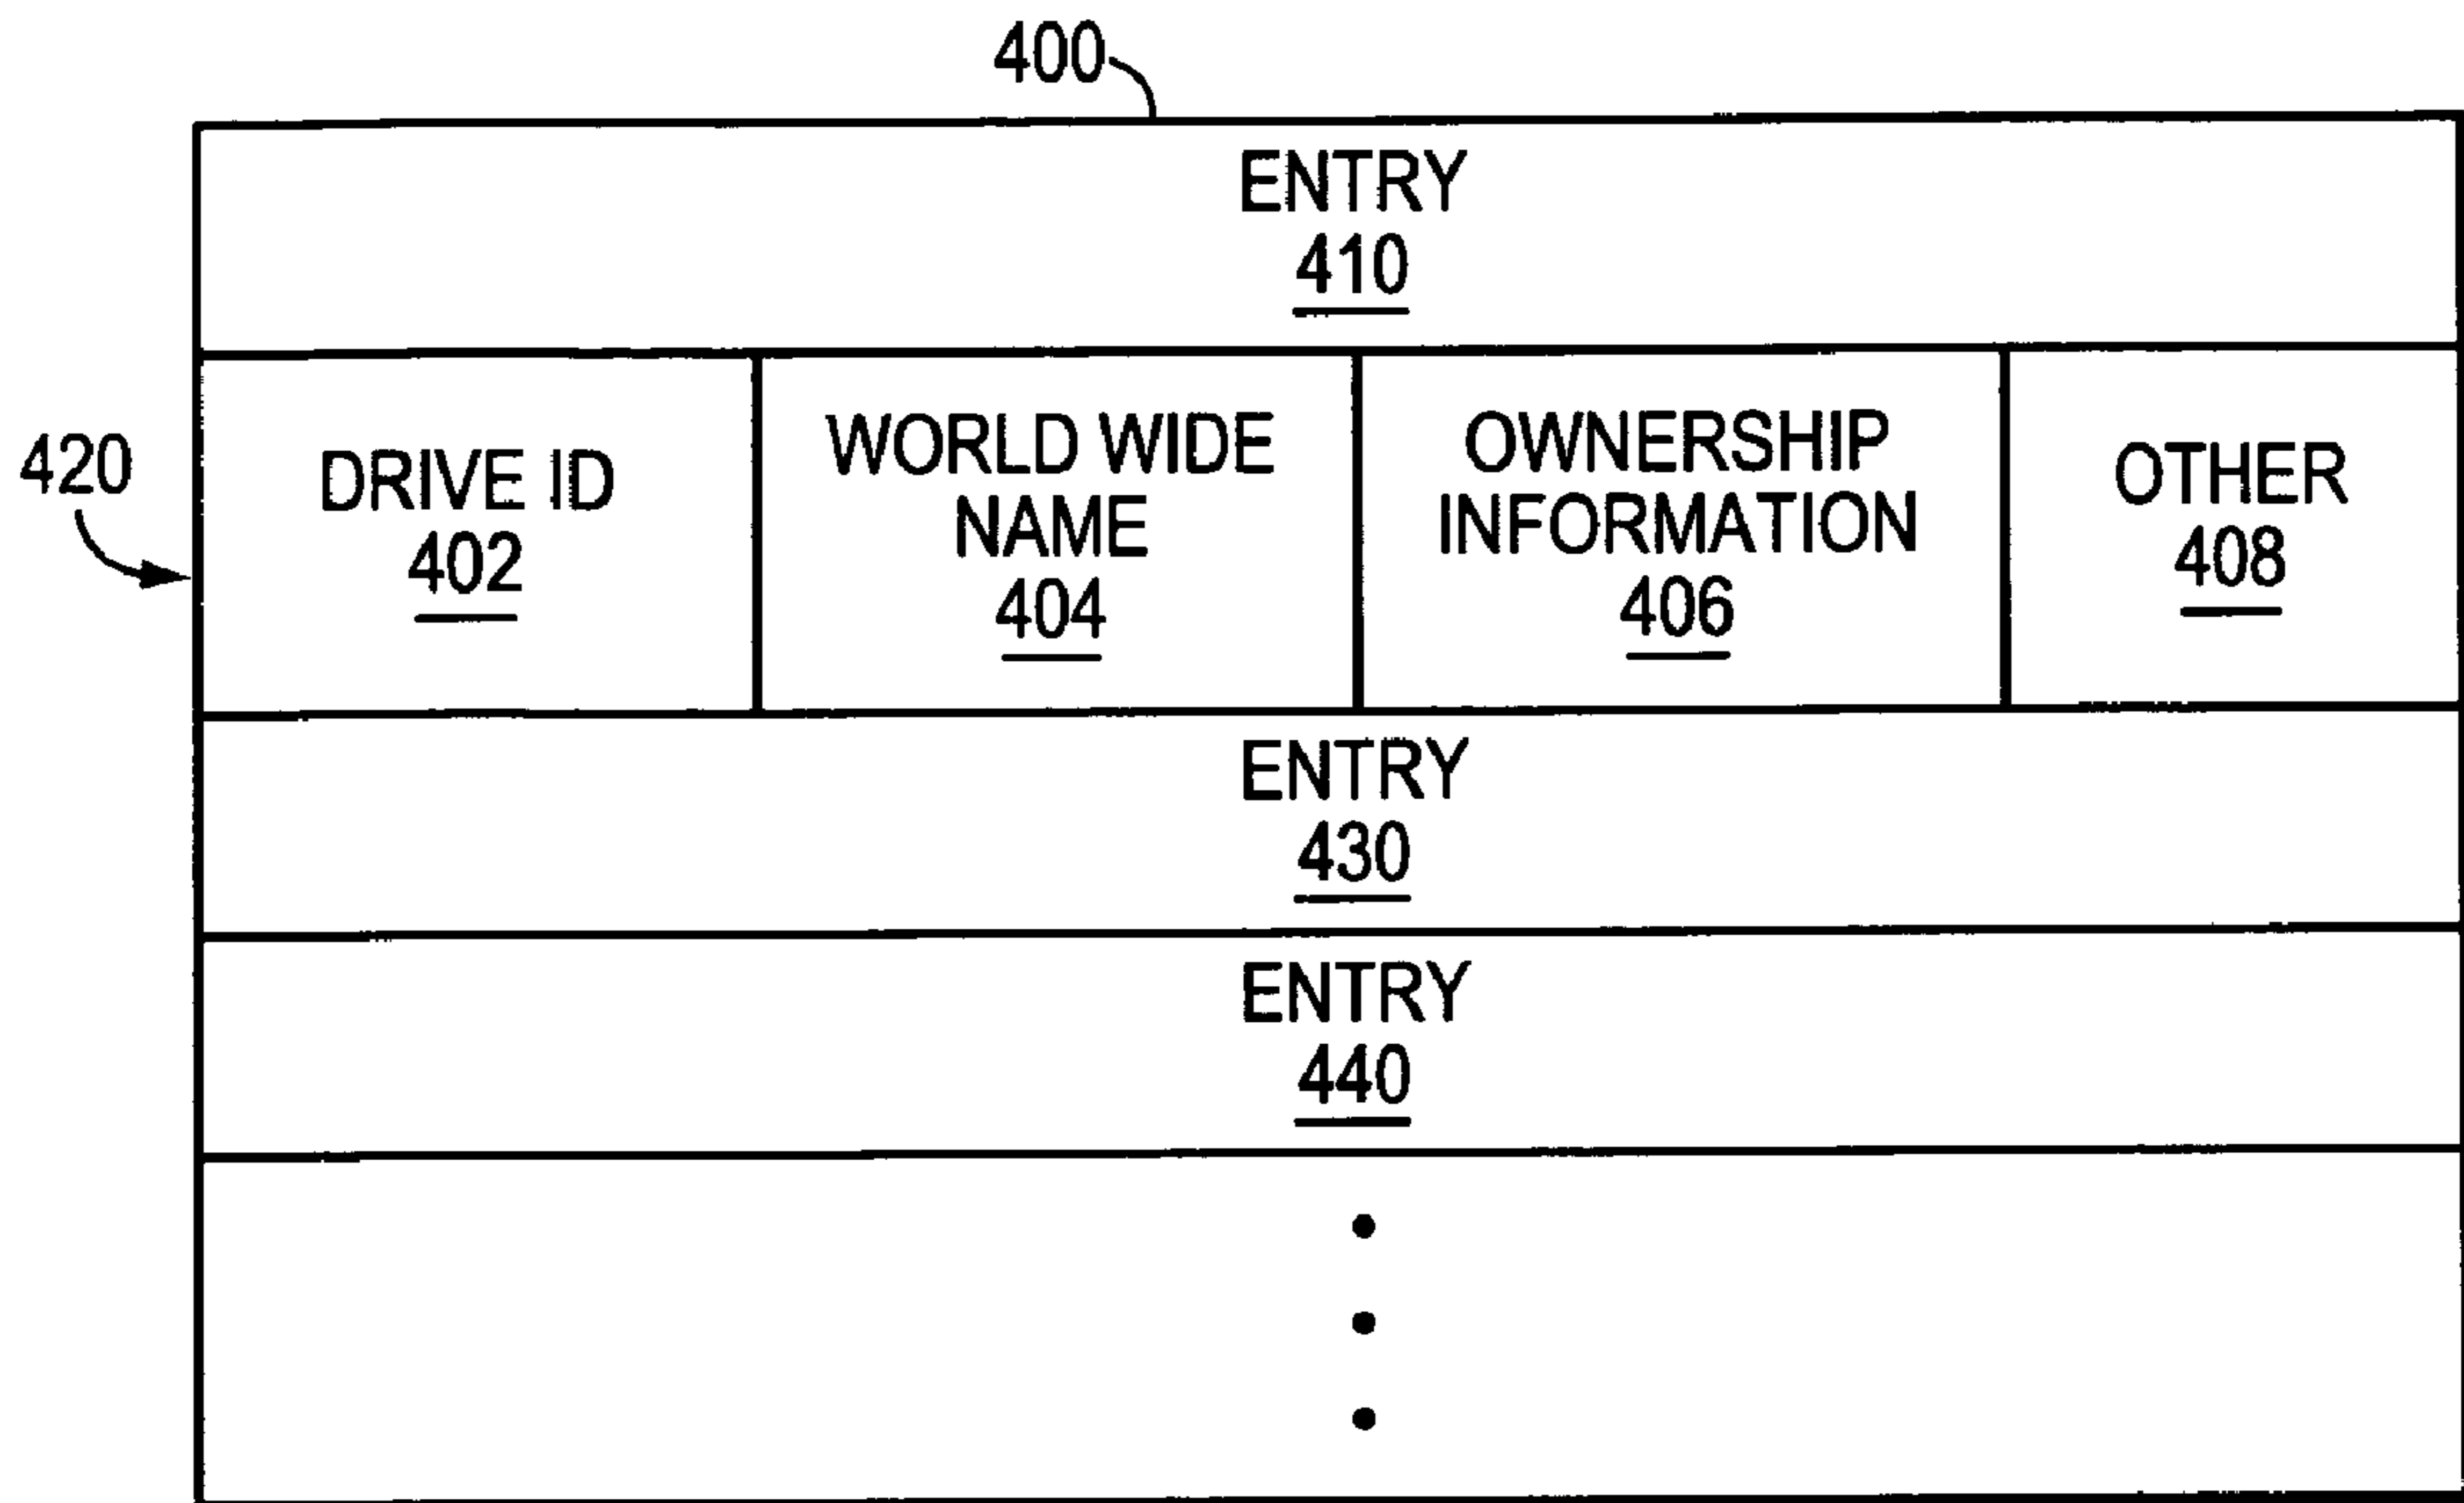 400
ENTRY
410
420
DRIVE ID
402
WORLD WIDE
NAME
404
OWNERSHIP
INFORMATION
406
OTHER
408
ENTRY
430
ENTRY
440